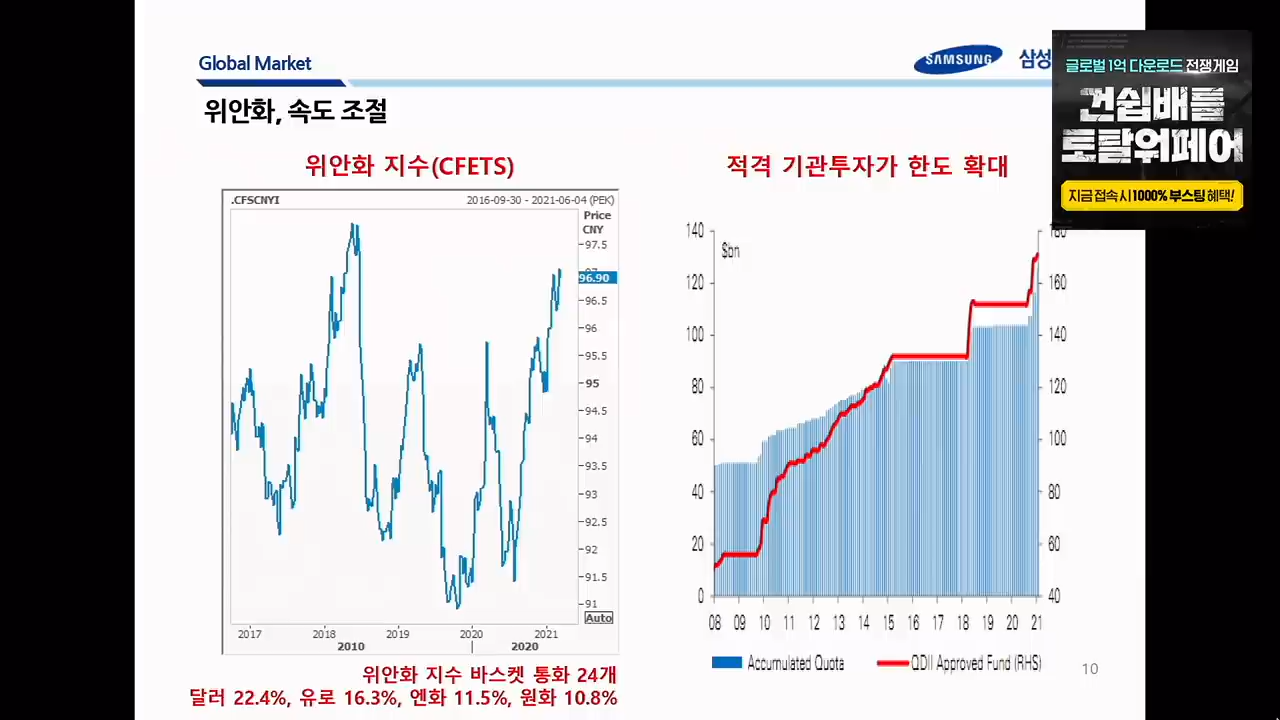 Global Market
SAMSUNG 삼성
위안화, 속도 조절
글로벌 1억 다운로드 전쟁게임
건쉽배틀
토탈워페어
지금 접속 시 1000% 부스팅 혜택!
위안화 지수(CFETS)
.CFSCNYI 2016-09-30 - 2021-06-04 (PEK)
Price
CNY
97.5
97
96.90
96.5
96
95.5
95
94.5
94
93.5
93
92.5
92
91.5
91
Auto
2017 2018 2019 2020 2021
2010 2020
위안화 지수 바스켓 통화 24개
달러 22.4%, 유로 16.3%, 엔화 11.5%, 원화 10.8%
적격 기관투자가 한도 확대
$bn
140 180
120 160
100 140
80 120
60 100
40 80
20 60
0 40
08 09 10 11 12 13 14 15 16 17 18 19 20 21
Accumulated Quota QDII Approved Fund (RHS)
10